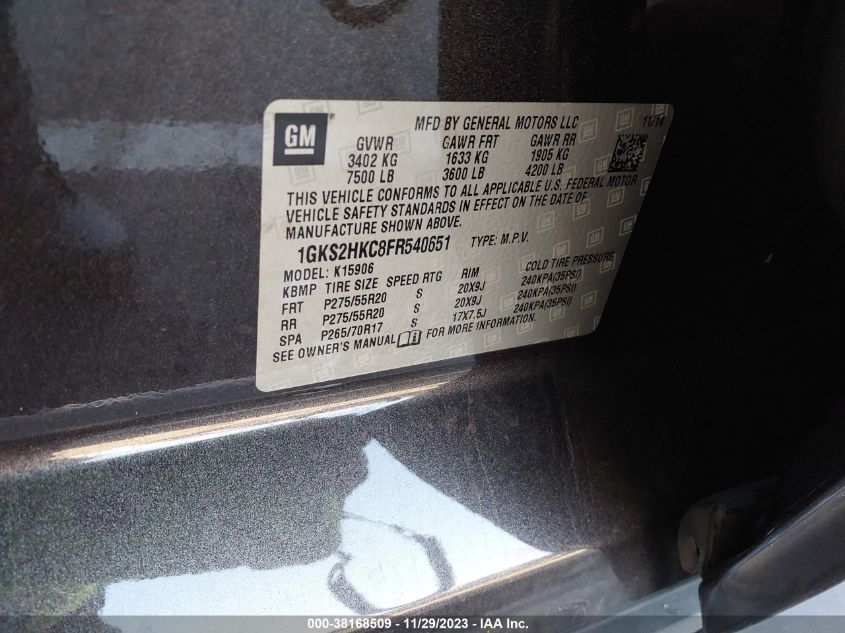 GM
MFD BY GENERAL MOTORS LLC 11/14
GVWR GAWR FRT GAWR RR
3402 KG 1633 KG 1905 KG
7500 LB 3600 LB 4200 LB
THIS VEHICLE CONFORMS TO ALL APPLICABLE U.S. FEDERAL MOTOR
VEHICLE SAFETY STANDARDS IN EFFECT ON THE DATE OF
MANUFACTURE SHOWN ABOVE.
1GKS2HKC8FR540651 TYPE: M.P.V.
MODEL: K15906
KBMP TIRE SIZE SPEED RTG RIM COLD TIRE PRESSURE
FRT P275/55R20 S 20X9J 240KPA(35PSI)
RR P275/55R20 S 20X9J 240KPA(35PSI)
SPA P265/70R17 S 17X7.5J 240KPA(35PSI)
SEE OWNER'S MANUAL FOR MORE INFORMATION.
000-38168509 - 11/29/2023 - IAA Inc.